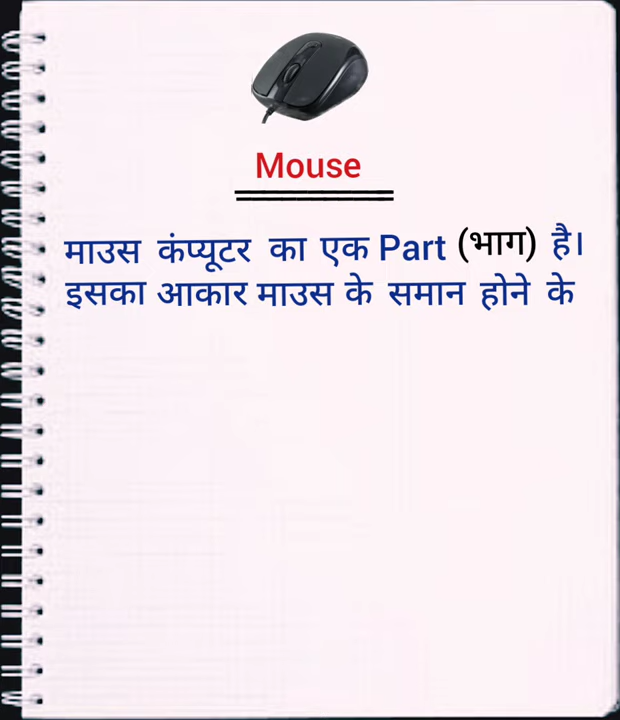 Mouse
माउस कंप्यूटर का एक Part (भाग) है।
इसका आकार माउस के समान होने के